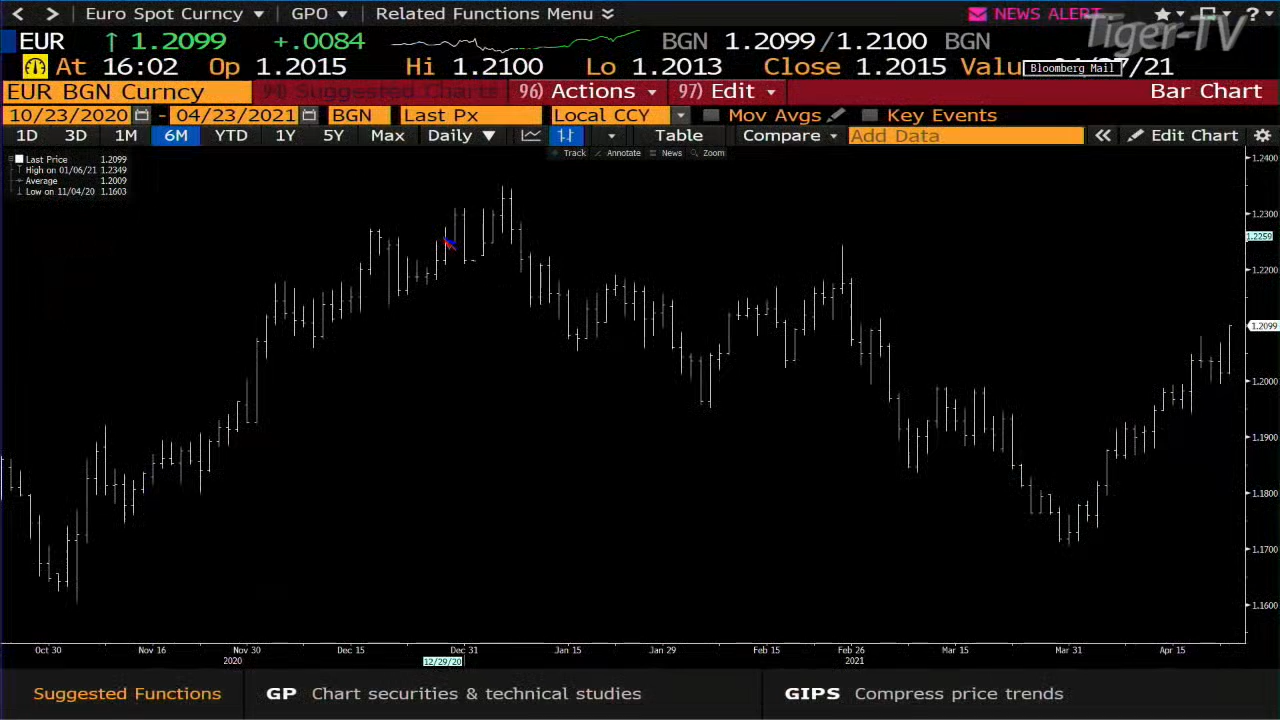 Euro Spot Curncy GPO Related Functions Menu NEWS ALERT ?
Tiger-TV
EUR ↑ 1.2099 +.0084 BGN 1.2099/1.2100 BGN
At 16:02 Op 1.2015 Hi 1.2100 Lo 1.2013 Close 1.2015 Valu /27/21
Bloomberg Mail
EUR BGN Curncy 94) Suggested Charts 96) Actions 97) Edit Bar Chart
10/23/2020 - 04/23/2021 BGN Last Px Local CCY Mov Avgs Key Events
1D 3D 1M 6M YTD 1Y 5Y Max Daily ▼ Table Compare Add Data « Edit Chart
Track Annotate News Zoom
Last Price 1.2099
High on 01/06/21 1.2349
Average 1.2009
Low on 11/04/20 1.1603
1.2400
1.2300
1.2259
1.2200
1.2099
1.2000
1.1900
1.1800
1.1700
1.1600
Oct 30 Nov 16 Nov 30 Dec 15 Dec 31 Jan 15 Jan 29 Feb 15 Feb 26 Mar 15 Mar 31 Apr 15
2020 12/29/20 2021
Suggested Functions GP Chart securities & technical studies GIPS Compress price trends